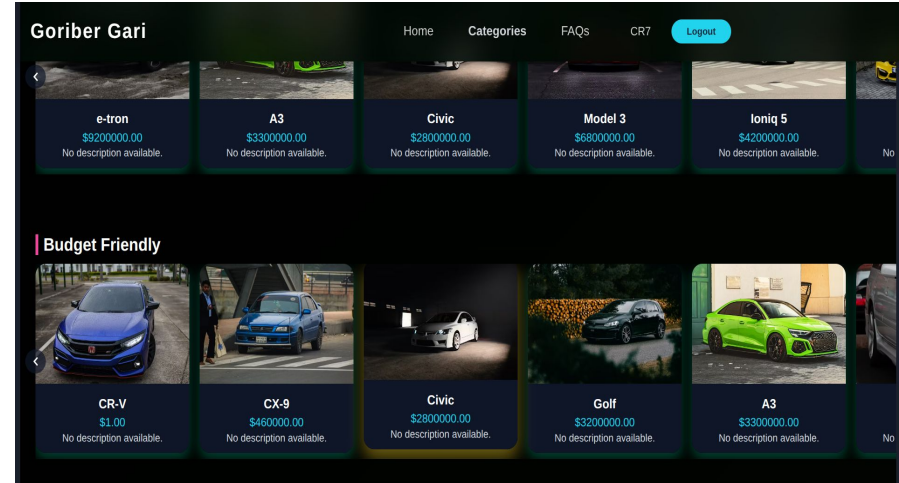 Goriber Gari
Home Categories FAQs CR7 Logout
e-tron A3 Civic Model 3 Ioniq 5
$9200000.00 $3300000.00 $2800000.00 $6800000.00 $4200000.00
No description available. No description available. No description available. No description available. No description available. No
Budget Friendly
CR-V CX-9 Civic Golf A3
$1.00 $460000.00 $2800000.00 $3200000.00 $3300000.00
No description available. No description available. No description available. No description available. No description available. No